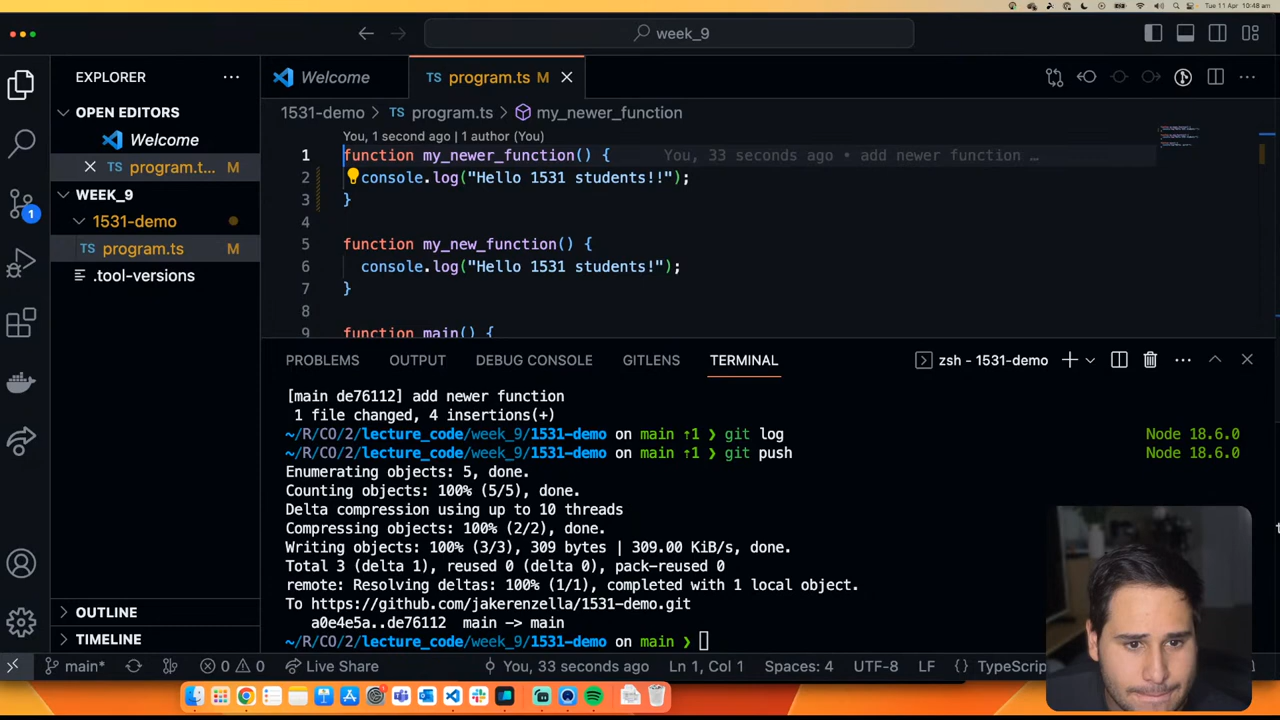 Tue 11 Apr 10:48 am
week_9
EXPLORER
Welcome
program.ts M
OPEN EDITORS
Welcome
program.t... M
WEEK_9
1531-demo
program.ts M
.tool-versions
OUTLINE
TIMELINE
1531-demo > program.ts > my_newer_function
You, 1 second ago | 1 author (You)
1 function my_newer_function() { You, 33 seconds ago • add newer function …
2 console.log("Hello 1531 students!!");
3 }
4
5 function my_new_function() {
6 console.log("Hello 1531 students!");
7 }
8
9 function main() {
PROBLEMS OUTPUT DEBUG CONSOLE GITLENS TERMINAL zsh - 1531-demo
[main de76112] add newer function
1 file changed, 4 insertions(+)
~/R/CO/2/lecture_code/week_9/1531-demo on main ⇡1 ❯ git log Node 18.6.0
~/R/CO/2/lecture_code/week_9/1531-demo on main ⇡1 ❯ git push Node 18.6.0
Enumerating objects: 5, done.
Counting objects: 100% (5/5), done.
Delta compression using up to 10 threads
Compressing objects: 100% (2/2), done.
Writing objects: 100% (3/3), 309 bytes | 309.00 KiB/s, done.
Total 3 (delta 1), reused 0 (delta 0), pack-reused 0
remote: Resolving deltas: 100% (1/1), completed with 1 local object.
To https://github.com/jakerenzella/1531-demo.git
a0e4e5a..de76112 main -> main
~/R/CO/2/lecture_code/week_9/1531-demo on main ❯
1
main* 0 0 Live Share You, 33 seconds ago Ln 1, Col 1 Spaces: 4 UTF-8 LF {} TypeScrip